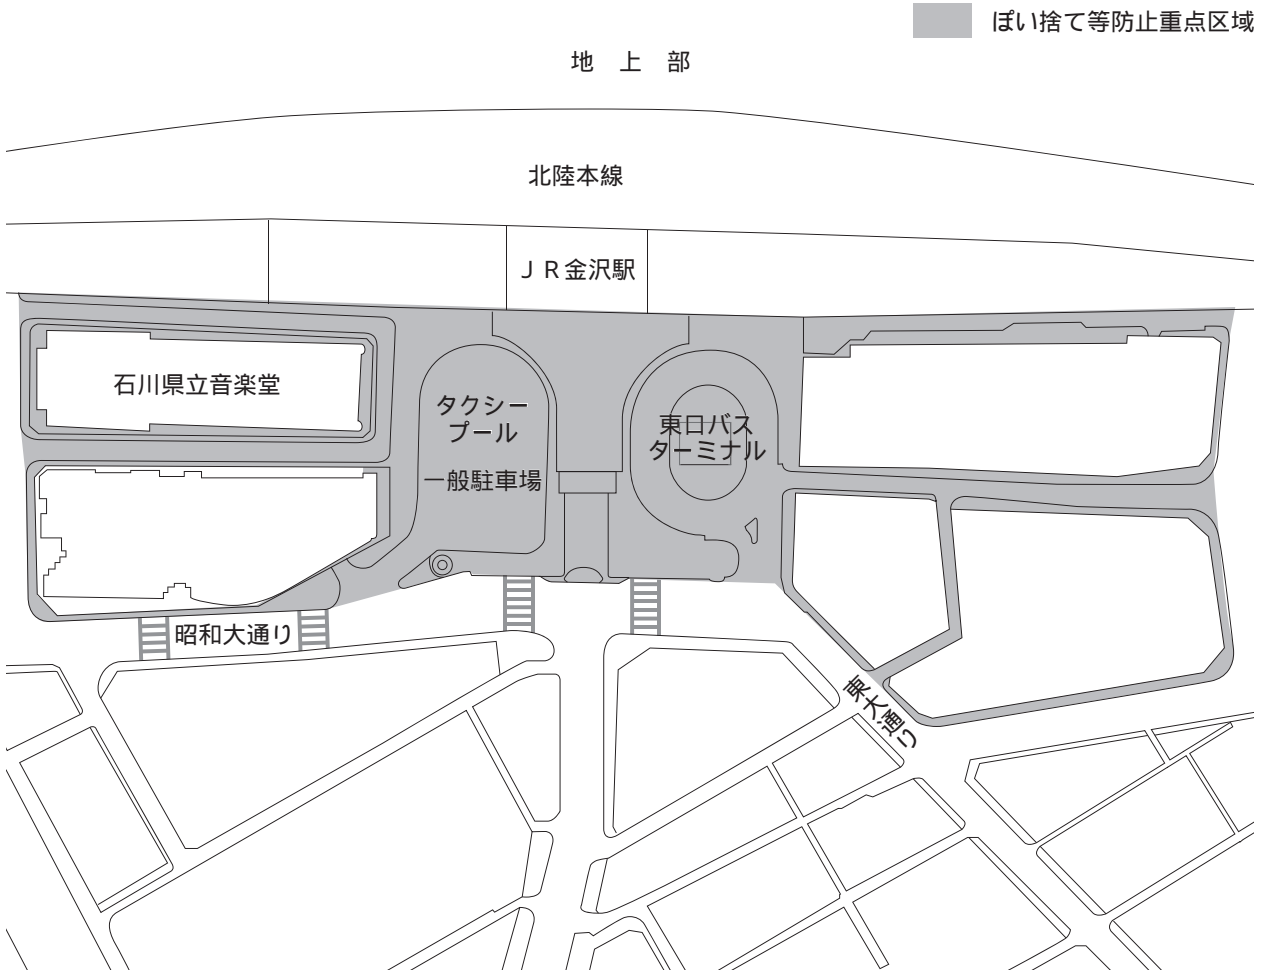 ぽい捨て等防止重点区域
地上部
北陸本線
ＪＲ金沢駅
石川県立音楽堂
タクシー
プール
一般駐車場
東口バス
ターミナル
昭和大通り
東大通り